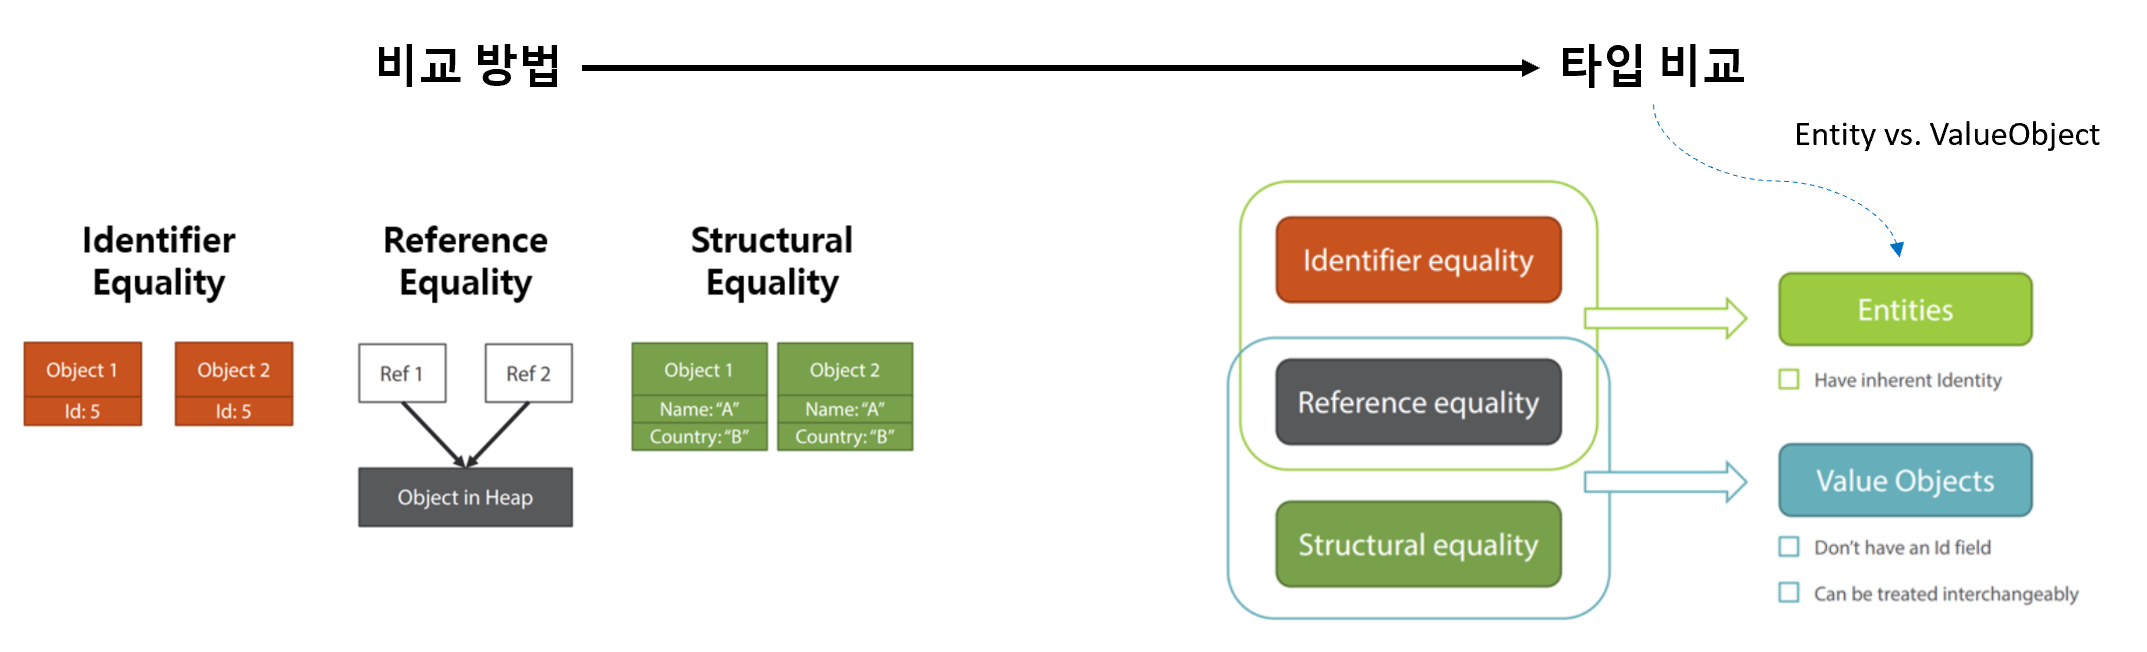 비교 방법
타입 비교
Entity vs. ValueObject
Identifier
Equality
Object 1
Id: 5
Object 2
Id: 5
Reference
Equality
Ref 1
Ref 2
Object in Heap
Structural
Equality
Object 1
Name: “A”
Country: “B”
Object 2
Name: “A”
Country: “B”
Identifier equality
Reference equality
Structural equality
Entities
Have inherent Identity
Value Objects
Don’t have an Id field
Can be treated interchangeably